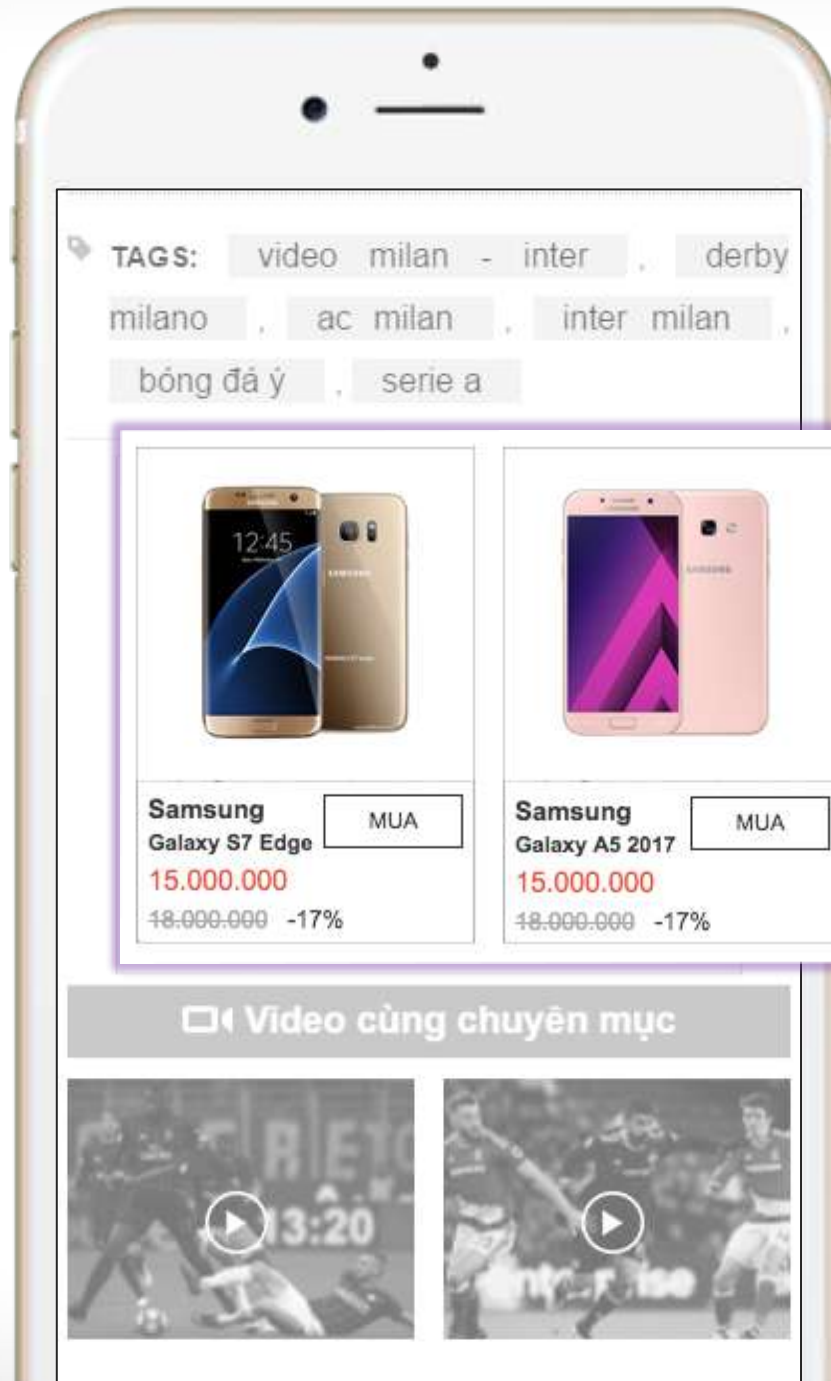 TAGS: video milan - inter , derby
milano , ac milan , inter milan ,
bóng đá ý , serie a
12:45
SAMSUNG
SAMSUNG
Samsung
Galaxy S7 Edge
MUA
15.000.000
18.000.000 -17%
Samsung
Galaxy A5 2017
MUA
15.000.000
18.000.000 -17%
Video cùng chuyên mục
13:20